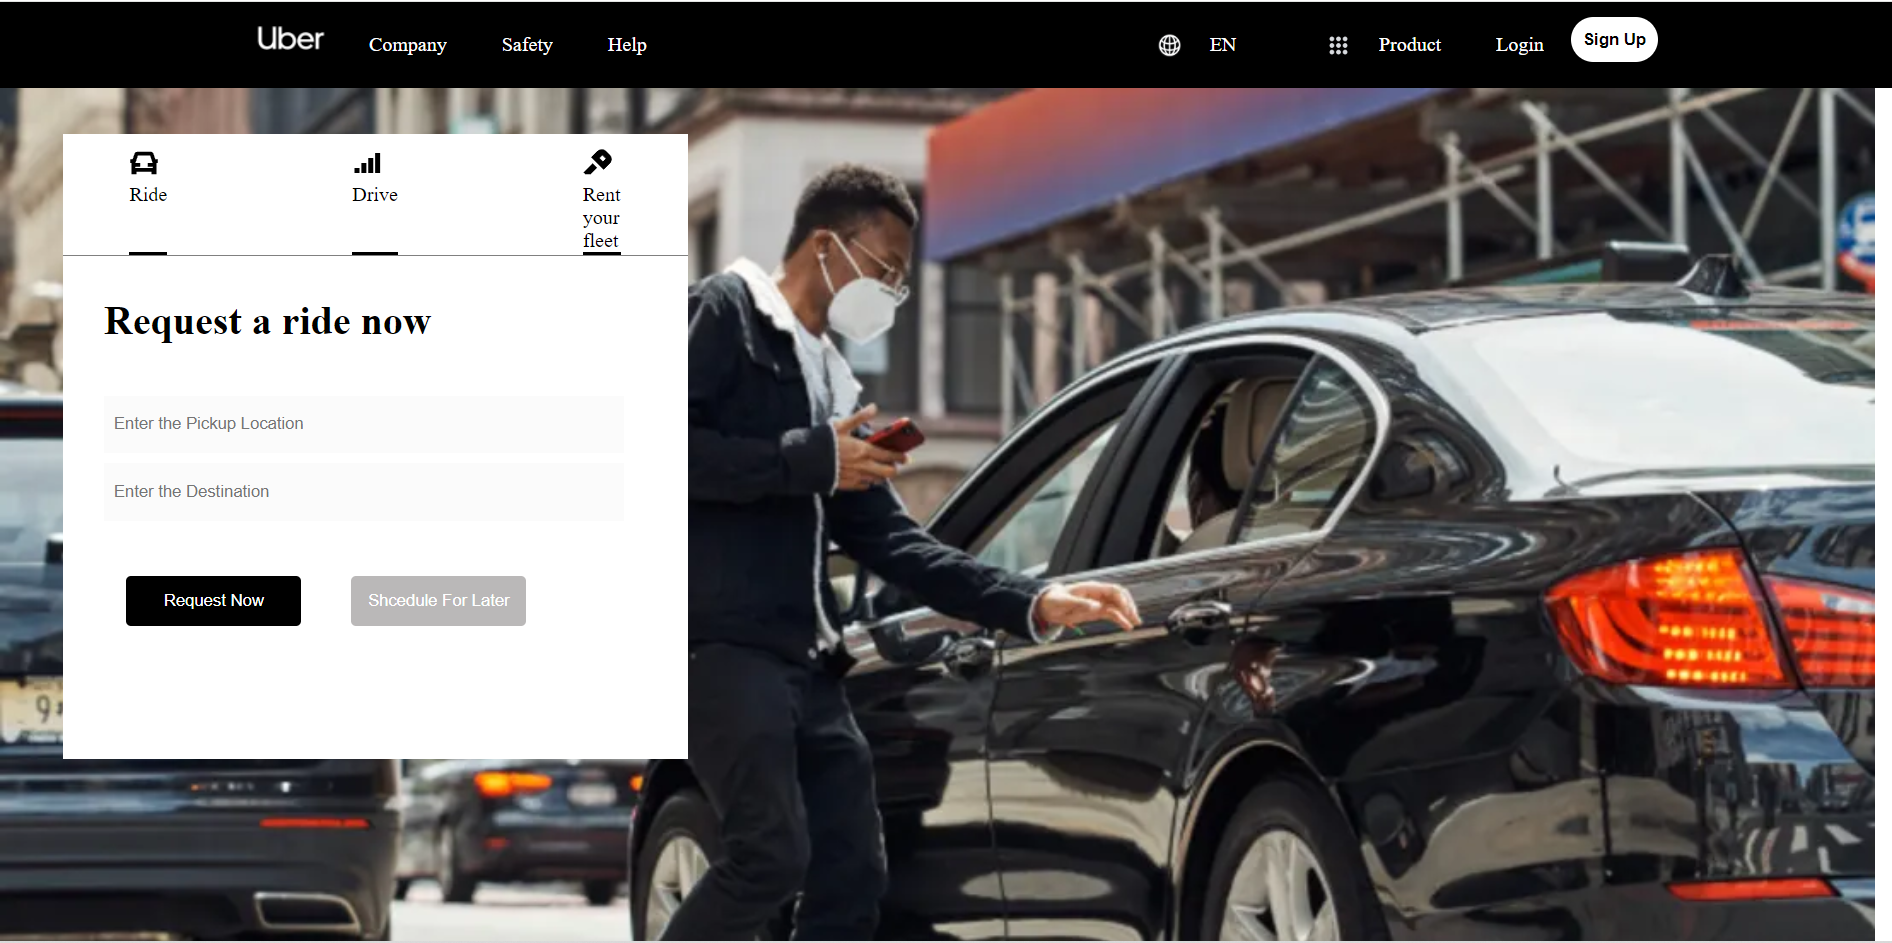 Uber Company Safety Help EN Product Login Sign Up
Ride Drive Rent
your
fleet
Request a ride now
Enter the Pickup Location
Enter the Destination
Request Now Shcedule For Later
9